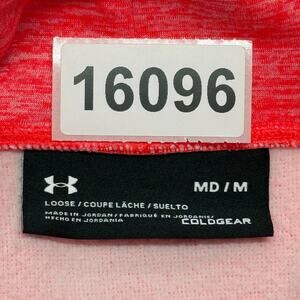 16096
MD / M
LOOSE / COUPE LÂCHE / SUELTO
MADE IN JORDAN / FABRIQUÉ EN JORDANIE/
HECHO EN JORDANIA
COLDGEAR